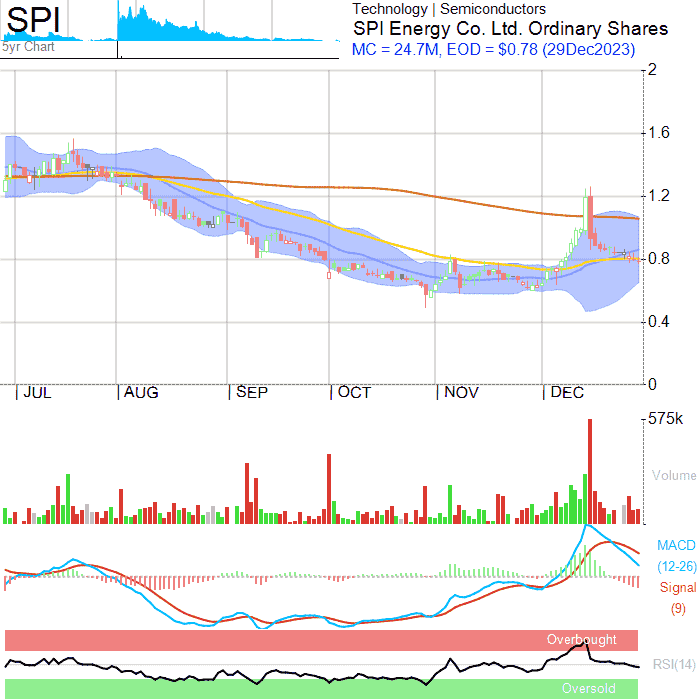 SPI
5yr Chart
Technology | Semiconductors
SPI Energy Co. Ltd. Ordinary Shares
MC = 24.7M, EOD = $0.78 (29Dec2023)
2
1.6
1.2
0.8
0.4
0
JUL AUG SEP OCT NOV DEC
575k
Volume
MACD
(12-26)
Signal
(9)
Overbought
RSI(14)
Oversold